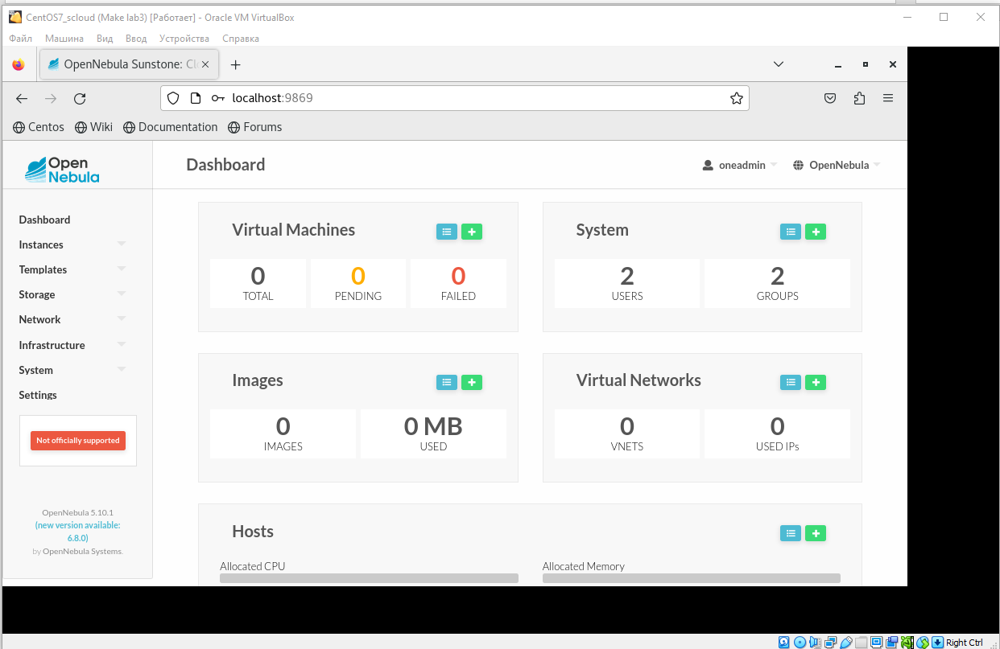 CentOS7_scloud (Make lab3) [Работает] - Oracle VM VirtualBox
Файл Машина Вид Ввод Устройства Справка
OpenNebula Sunstone: Clo
localhost:9869
Centos Wiki Documentation Forums
Open
Nebula
Dashboard
oneadmin
OpenNebula
Dashboard
Instances
Templates
Storage
Network
Infrastructure
System
Settings
Not officially supported
OpenNebula 5.10.1
(new version available:
6.8.0)
by OpenNebula Systems.
Virtual Machines
0 0 0
TOTAL PENDING FAILED
System
2 2
USERS GROUPS
Images
0 0 MB
IMAGES USED
Virtual Networks
0 0
VNETS USED IPs
Hosts
Allocated CPU Allocated Memory
Right Ctrl